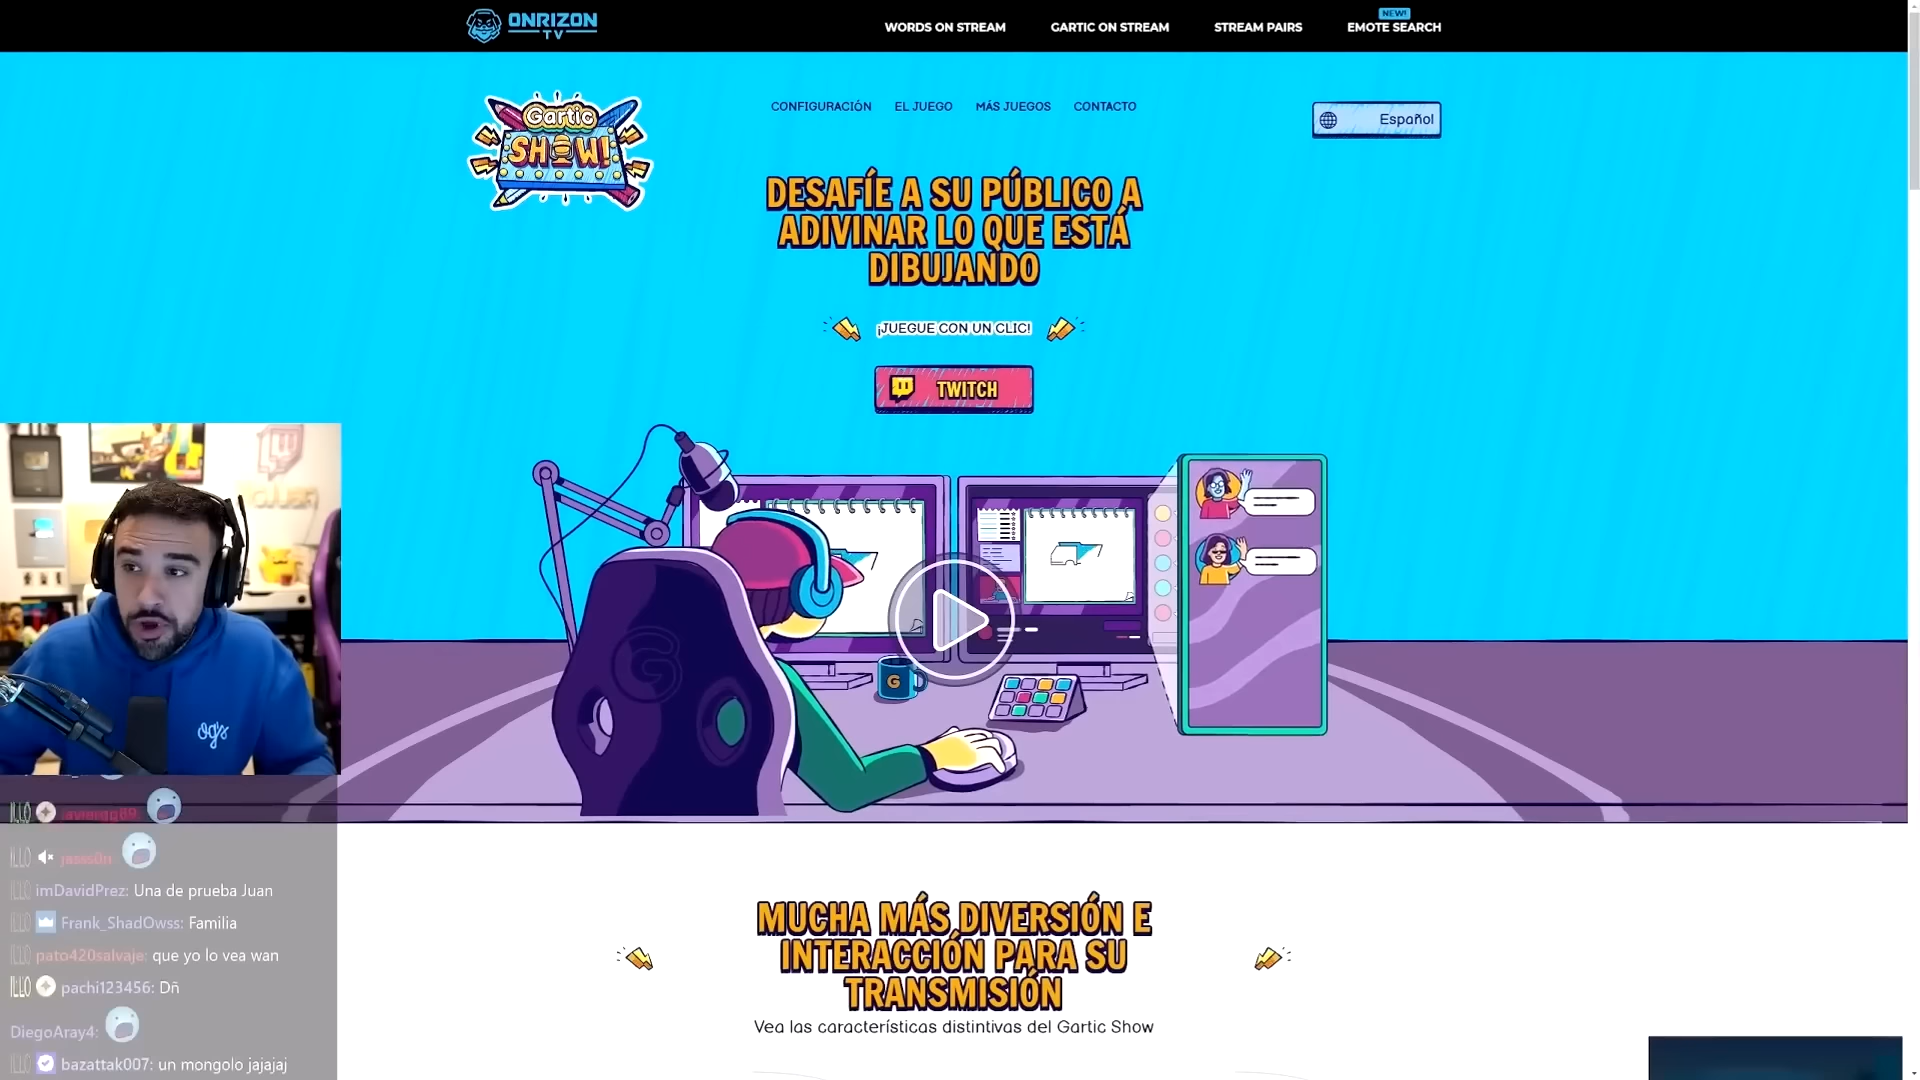 ONRIZON
TV
WORDS ON STREAM
GARTIC ON STREAM
STREAM PAIRS
NEW!
EMOTE SEARCH
Gartic
SHOW!
CONFIGURACIÓN
EL JUEGO
MÁS JUEGOS
CONTACTO
Español
DESAFÍE A SU PÚBLICO A
ADIVINAR LO QUE ESTÁ
DIBUJANDO
¡JUEGUE CON UN CLIC!
TWITCH
G
G
og's
jasss0n
imDavidPrez: Una de prueba Juan
Frank_ShadOwss: Familia
pato420salvaje: que yo lo vea wan
pachi123456: Dñ
DiegoAray4:
bazattak007: un mongolo jajajaj
MUCHA MÁS DIVERSIÓN E
INTERACCIÓN PARA SU
TRANSMISIÓN
Vea las características distintivas del Gartic Show